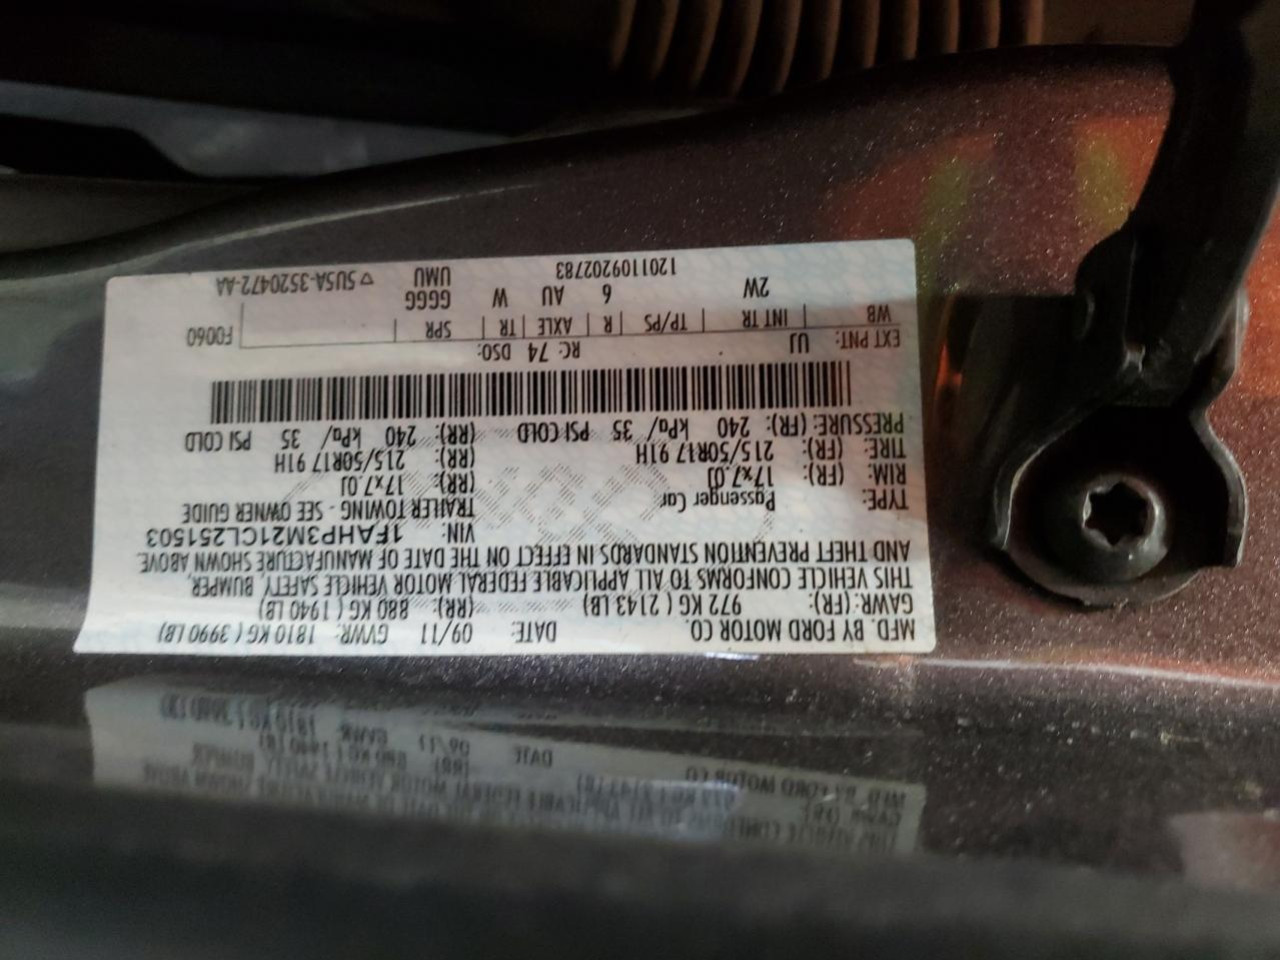 MFD. BY FORD MOTOR CO. DATE: 09/11 GVWR: 1810 KG ( 3990 LB)
GAWR: (FR): 972 KG ( 2143 LB) (RR): 880 KG ( 1940 LB)
THIS VEHICLE CONFORMS TO ALL APPLICABLE FEDERAL MOTOR VEHICLE SAFETY, BUMPER,
AND THEFT PREVENTION STANDARDS IN EFFECT ON THE DATE OF MANUFACTURE SHOWN ABOVE
VIN: 1FAHP3M21CL251503
TYPE: Passenger Car TRAILER TOWING - SEE OWNER GUIDE
RIM: (FR): 17x7.0J (RR): 17x7.0J
TIRE: (FR): 215/50R17 91H (RR): 215/50R17 91H
PRESSURE: (FR): 240 kPa/ 35 PSI COLD (RR): 240 kPa/ 35 PSI COLD
EXT PNT: UJ RC: 74 DSO: F0060
WB INT TR TP/PS R AXLE TR SPR
2W 6 AU W GGGG
1201109202783 UMU ▽ 5U5A-3520472-AA